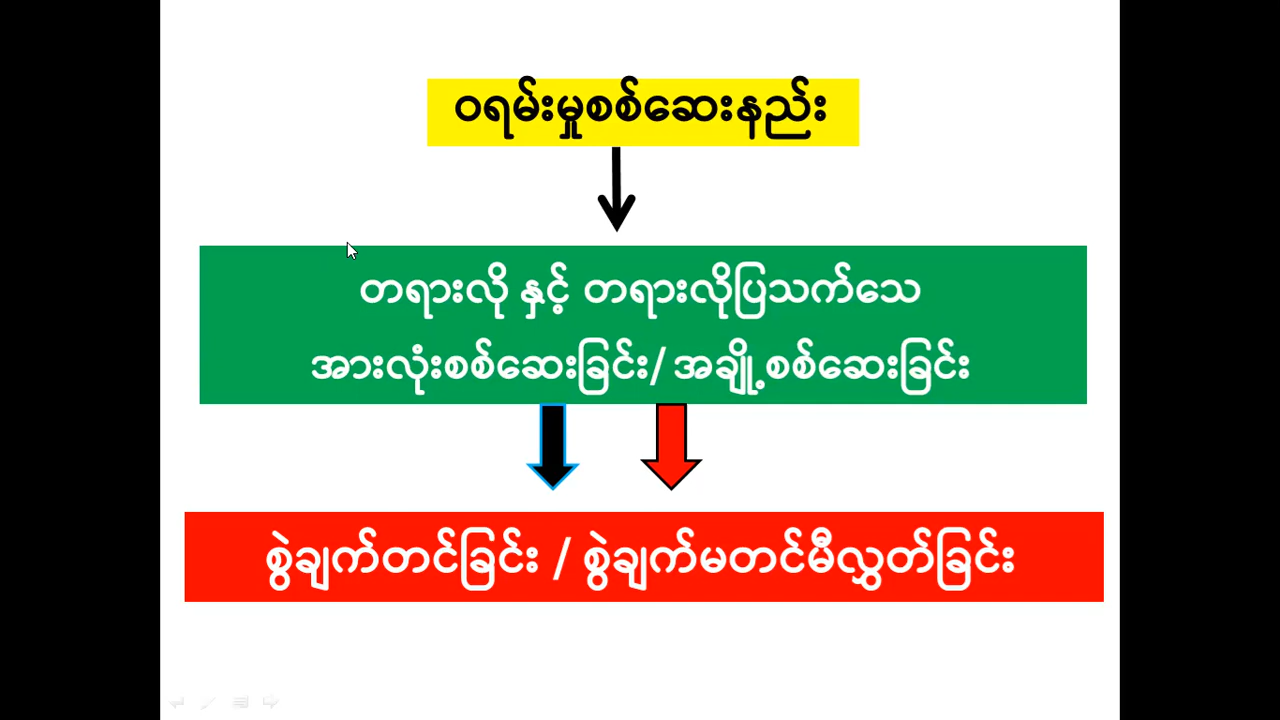 ဝရမ်းမှုစစ်ဆေးနည်း
တရားလို နှင့် တရားလိုပြသက်သေ
အားလုံးစစ်ဆေးခြင်း/ အချို့စစ်ဆေးခြင်း
စွဲချက်တင်ခြင်း / စွဲချက်မတင်မီလွှတ်ခြင်း